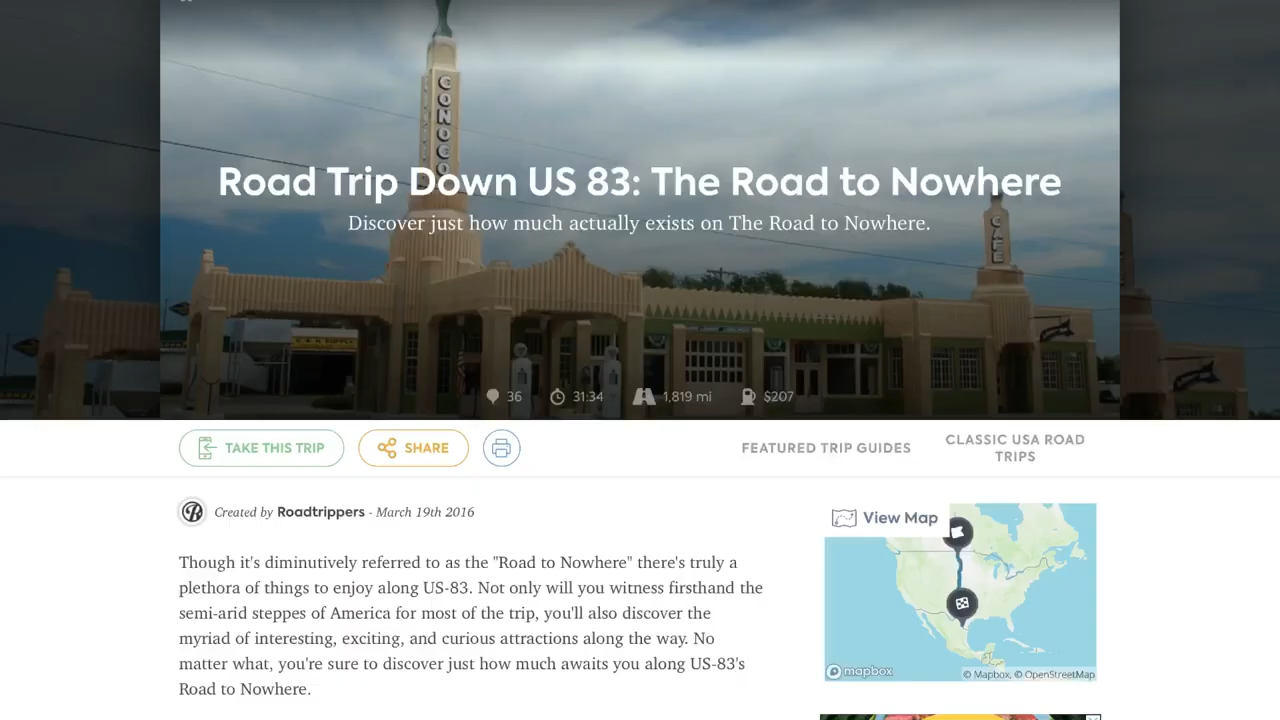 CONOCO
Road Trip Down US 83: The Road to Nowhere
Discover just how much actually exists on The Road to Nowhere.
CAFE
36 31:34 1,819 mi $207
TAKE THIS TRIP SHARE FEATURED TRIP GUIDES CLASSIC USA ROAD
TRIPS
Created by Roadtrippers - March 19th 2016
View Map
Though it's diminutively referred to as the "Road to Nowhere" there's truly a
plethora of things to enjoy along US-83. Not only will you witness firsthand the
semi-arid steppes of America for most of the trip, you'll also discover the
myriad of interesting, exciting, and curious attractions along the way. No
matter what, you're sure to discover just how much awaits you along US-83's
Road to Nowhere.
mapbox
© Mapbox, © OpenStreetMap